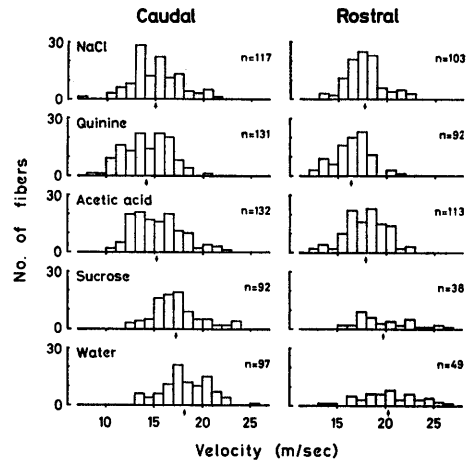 Caudal Rostral
30 NaCl n=117 n=103
0
30 Quinine n=131 n=92
0
30 Acetic acid n=132 n=113
0
30 Sucrose n=92 n=38
0
30 Water n=97 n=49
0
10 15 20 25 15 20 25
No. of fibers
Velocity (m/sec)